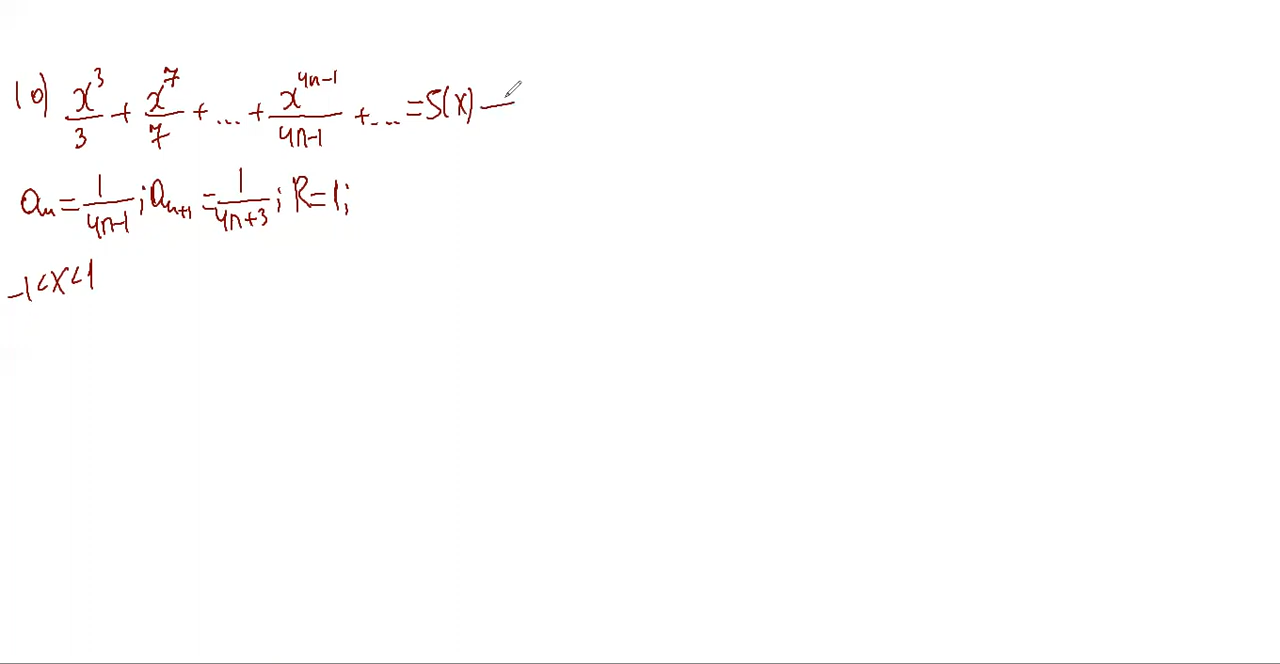 10) x^3/3 + x^7/7 + ... + x^{4n-1}/(4n-1) + ... = S(x) —
a_n = 1/(4n-1); a_{n+1} = 1/(4n+3); R=1;
-1<x<1